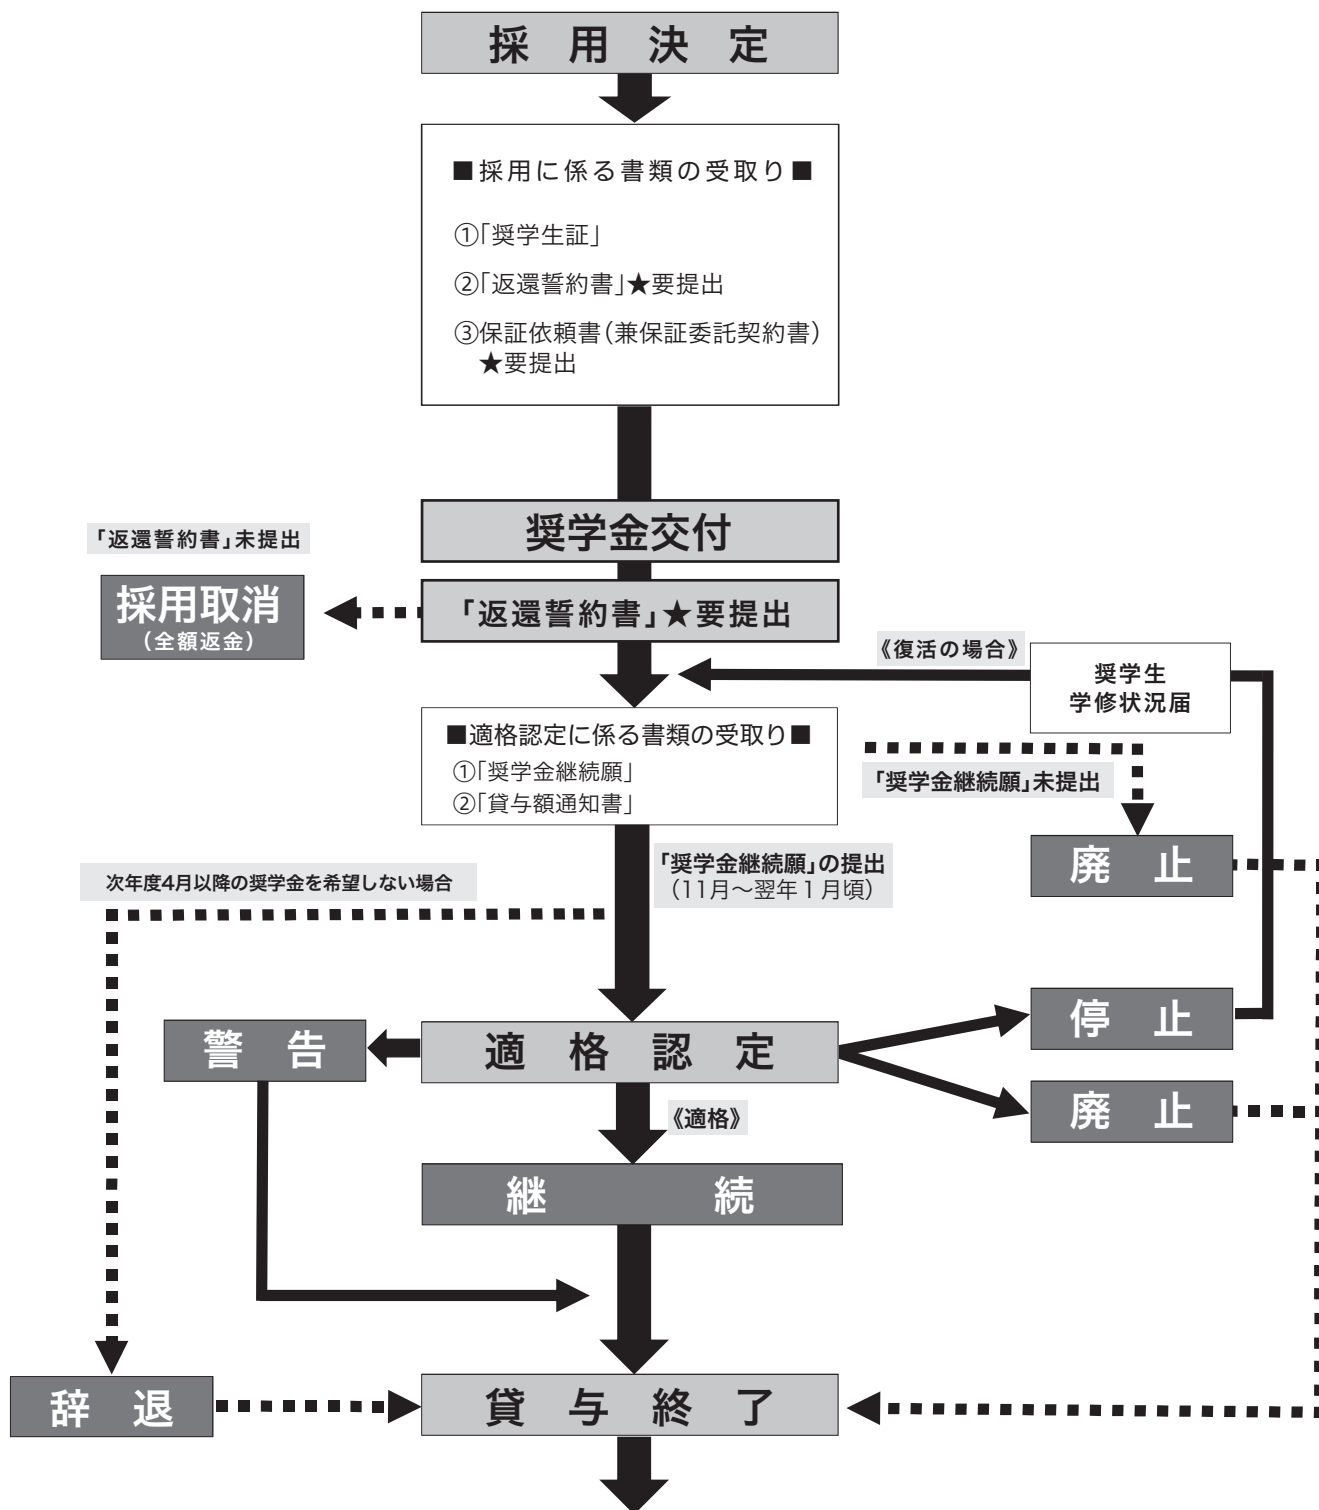 採用決定
■採用に係る書類の受取り■
①「奨学生証」
②「返還誓約書」★要提出
③保証依頼書(兼保証委託契約書)
★要提出
奨学金交付
「返還誓約書」未提出
採用取消
(全額返金)
「返還誓約書」★要提出
《復活の場合》
奨学生
学修状況届
■適格認定に係る書類の受取り■
①「奨学金継続願」
②「貸与額通知書」
「奨学金継続願」未提出
廃止
「奨学金継続願」の提出
(11月～翌年1月頃)
次年度4月以降の奨学金を希望しない場合
停止
警告
適格認定
廃止
《適格》
継続
辞退
貸与終了